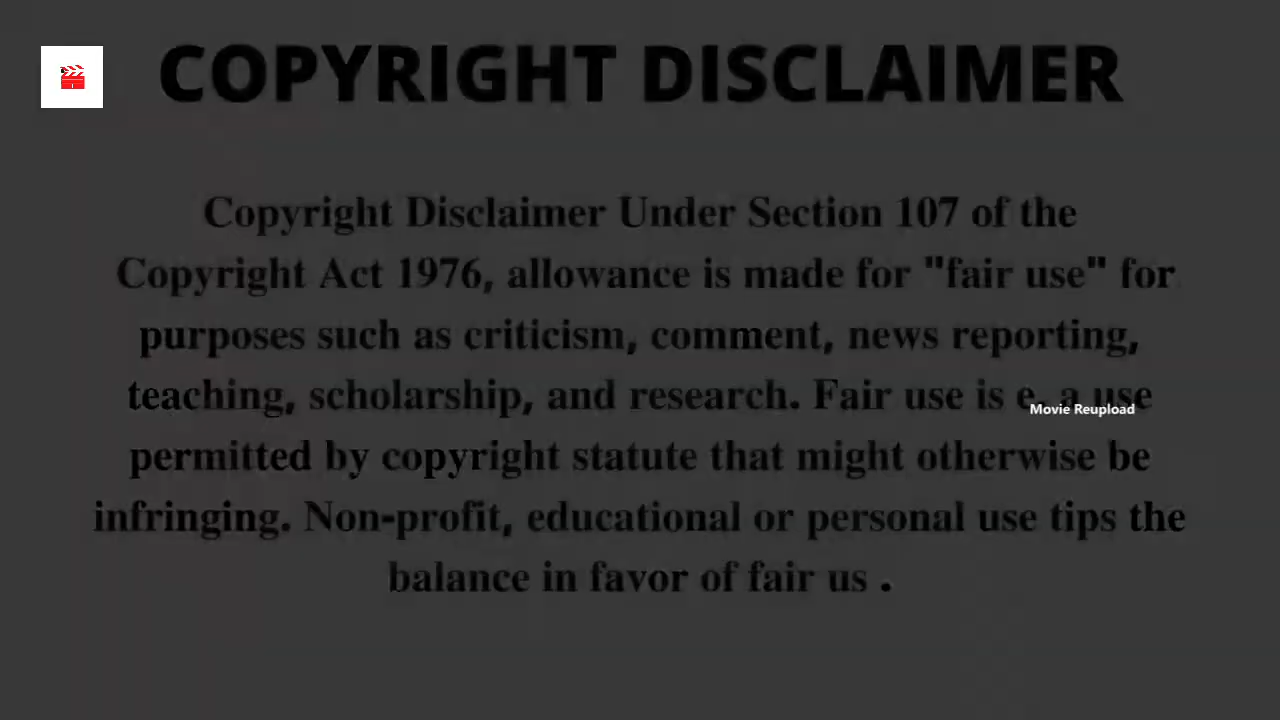 COPYRIGHT DISCLAIMER
Copyright Disclaimer Under Section 107 of the
Copyright Act 1976, allowance is made for "fair use" for
purposes such as criticism, comment, news reporting,
teaching, scholarship, and research. Fair use is e. a use
Movie Reupload
permitted by copyright statute that might otherwise be
infringing. Non-profit, educational or personal use tips the
balance in favor of fair us .